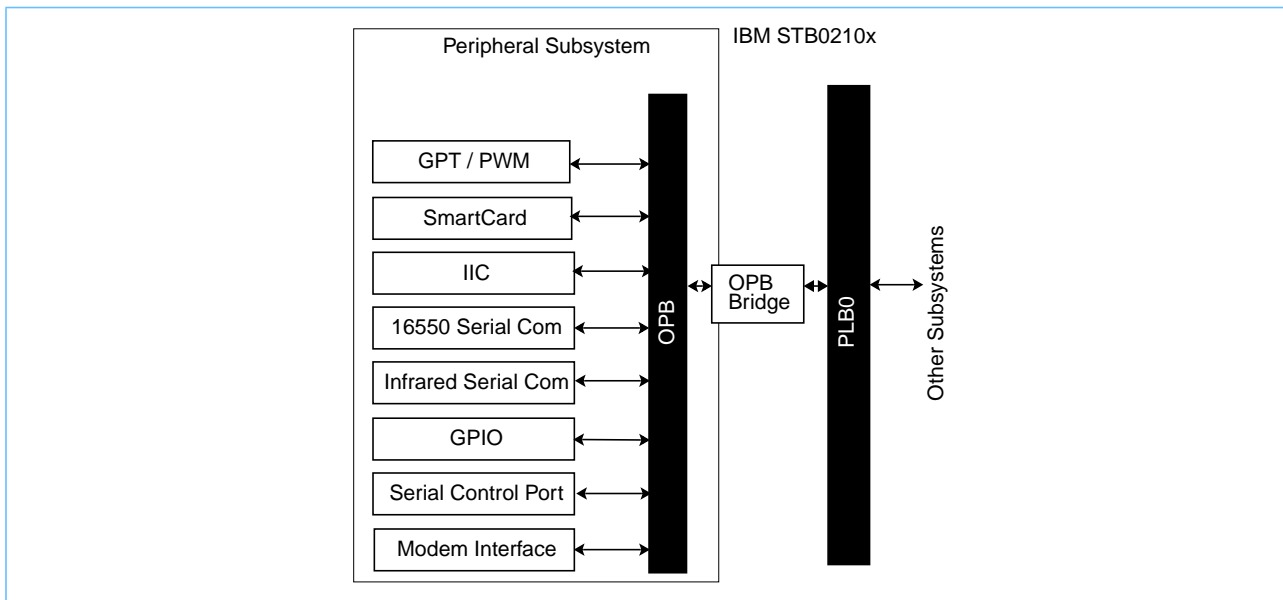 Peripheral Subsystem
IBM STB0210x
GPT / PWM
SmartCard
IIC
16550 Serial Com
Infrared Serial Com
GPIO
Serial Control Port
Modem Interface
OPB
OPB
Bridge
PLB0
Other Subsystems